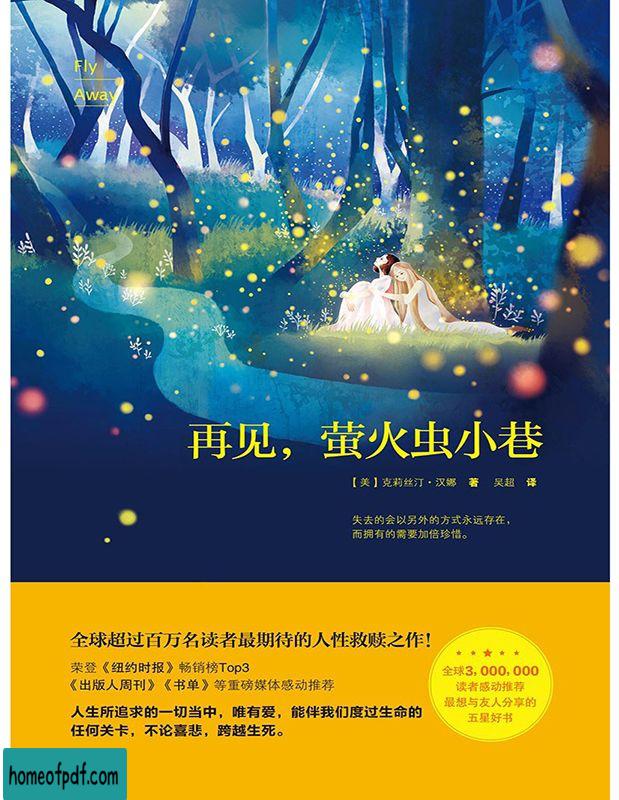 Fly
Away
再见，萤火虫小巷
【美】克莉丝汀·汉娜 著 吴超 译
失去的会以另外的方式永远存在，
而拥有的需要加倍珍惜。
全球超过百万名读者最期待的人性救赎之作！
荣登《纽约时报》畅销榜Top3
《出版人周刊》《书单》等重磅媒体感动推荐
人生所追求的一切当中，唯有爱，能伴我们度过生命的
任何关卡，不论喜悲，跨越生死。
全球3,000,000
读者感动推荐
最想与友人分享的
五星好书
homeofpdf.com